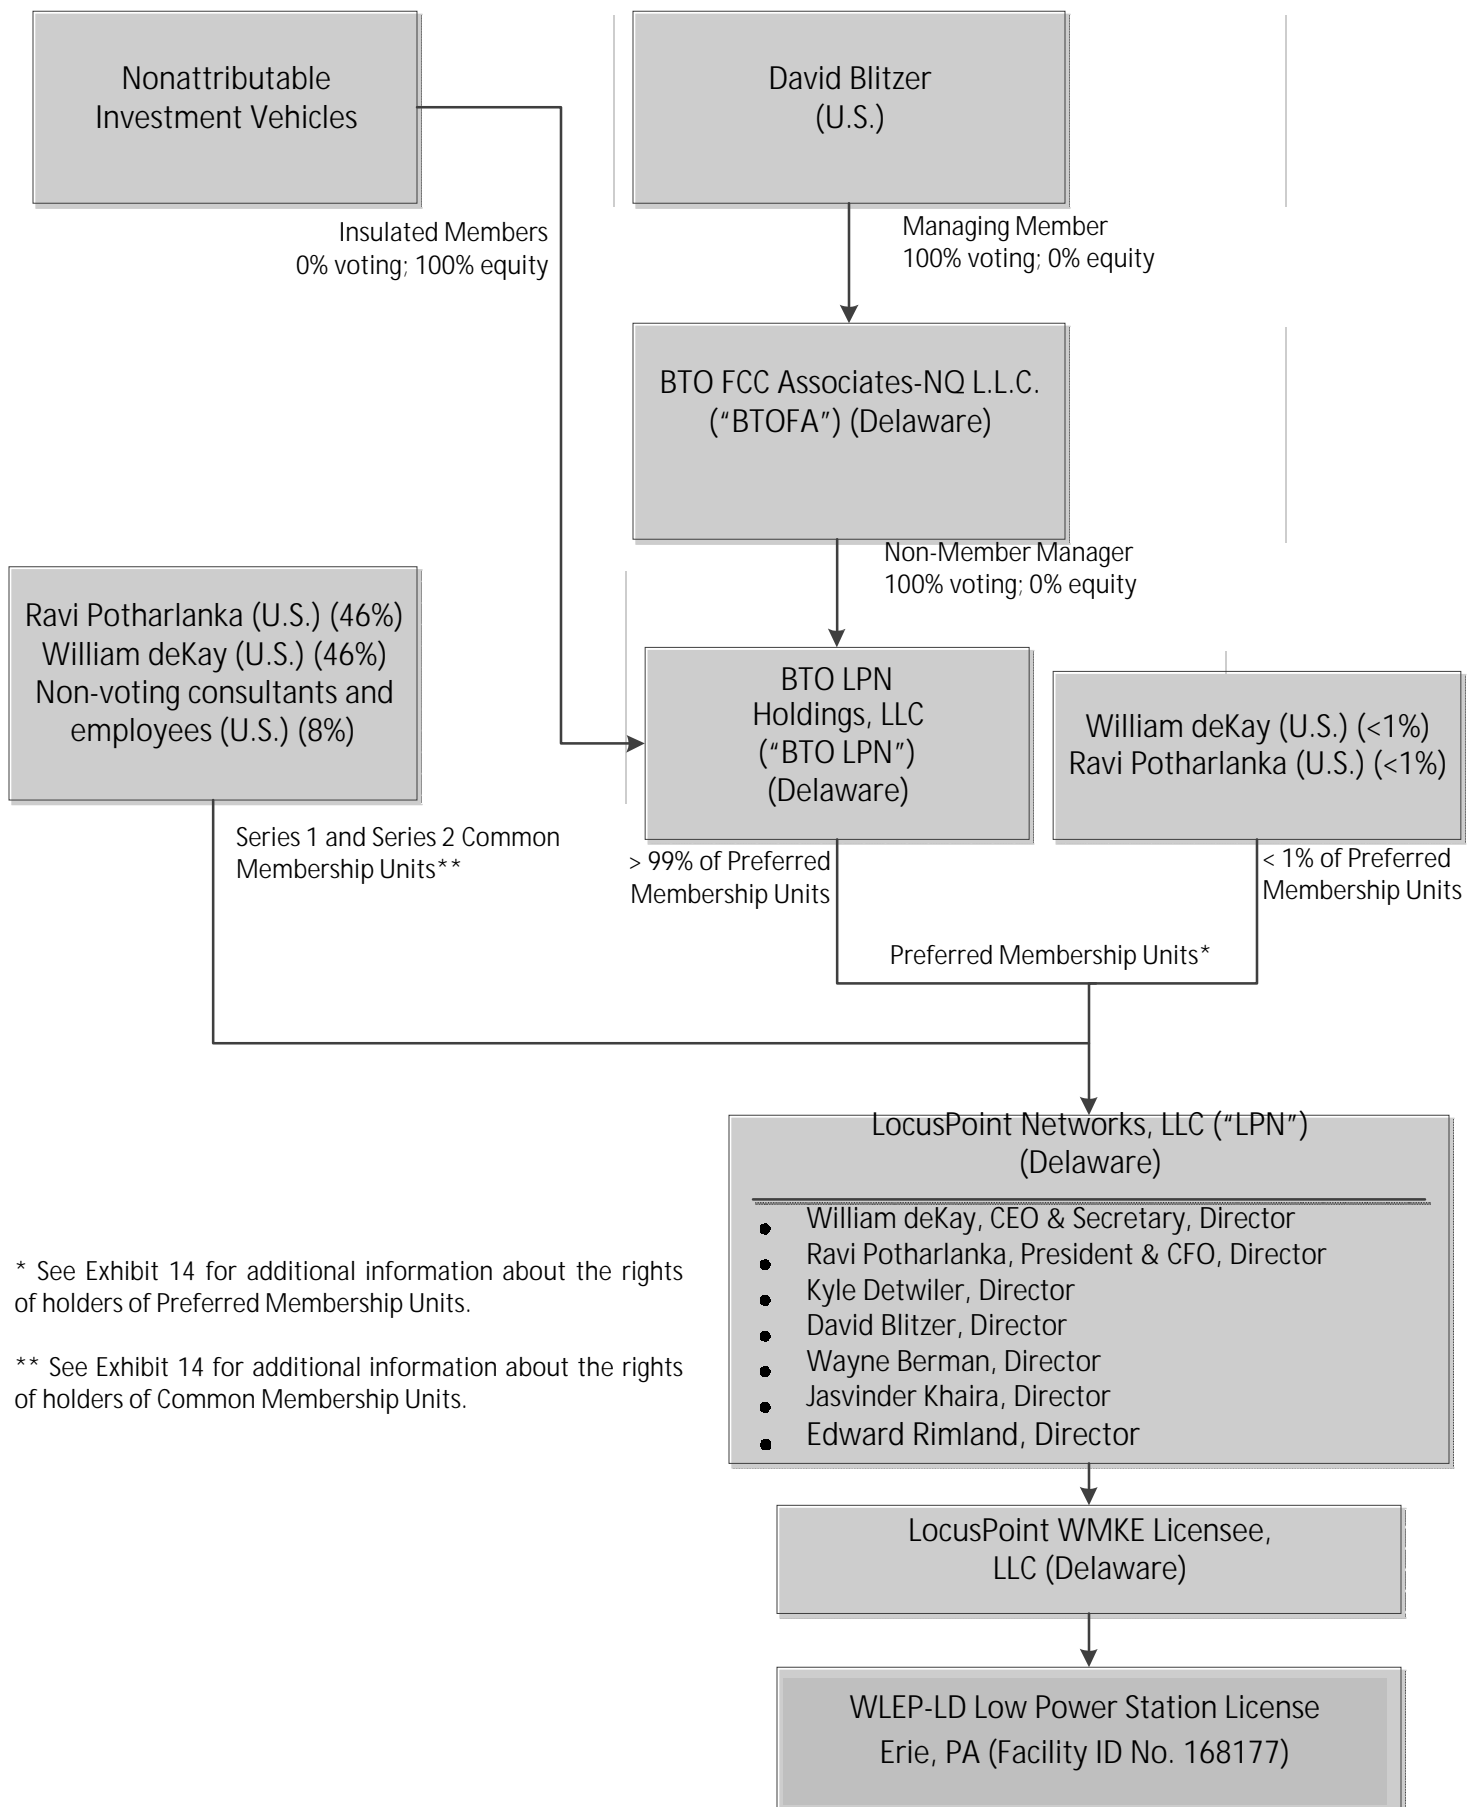 Nonattributable
Investment Vehicles
David Blitzer
(U.S.)
Insulated Members
0% voting; 100% equity
Managing Member
100% voting; 0% equity
BTO FCC Associates-NQ L.L.C.
(“BTOFA”) (Delaware)
Non-Member Manager
100% voting; 0% equity
Ravi Potharlanka (U.S.) (46%)
William deKay (U.S.) (46%)
Non-voting consultants and
employees (U.S.) (8%)
BTO LPN
Holdings, LLC
(“BTO LPN”)
(Delaware)
William deKay (U.S.) (<1%)
Ravi Potharlanka (U.S.) (<1%)
Series 1 and Series 2 Common
Membership Units**
> 99% of Preferred
Membership Units
< 1% of Preferred
Membership Units
Preferred Membership Units*
LocusPoint Networks, LLC (“LPN”)
(Delaware)
• William deKay, CEO & Secretary, Director
• Ravi Potharlanka, President & CFO, Director
• Kyle Detwiler, Director
• David Blitzer, Director
• Wayne Berman, Director
• Jasvinder Khaira, Director
• Edward Rimland, Director
* See Exhibit 14 for additional information about the rights
of holders of Preferred Membership Units.
** See Exhibit 14 for additional information about the rights
of holders of Common Membership Units.
LocusPoint WMKE Licensee,
LLC (Delaware)
WLEP-LD Low Power Station License
Erie, PA (Facility ID No. 168177)